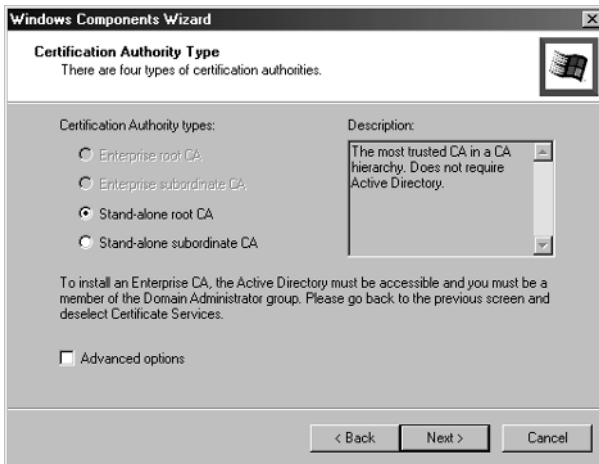 Windows Components Wizard
Certification Authority Type
There are four types of certification authorities.
Certification Authority types:
Enterprise root CA
Enterprise subordinate CA
Stand-alone root CA
Stand-alone subordinate CA
Description:
The most trusted CA in a CA
hierarchy. Does not require
Active Directory.
To install an Enterprise CA, the Active Directory must be accessible and you must be a
member of the Domain Administrator group. Please go back to the previous screen and
deselect Certificate Services.
Advanced options
< Back
Next >
Cancel